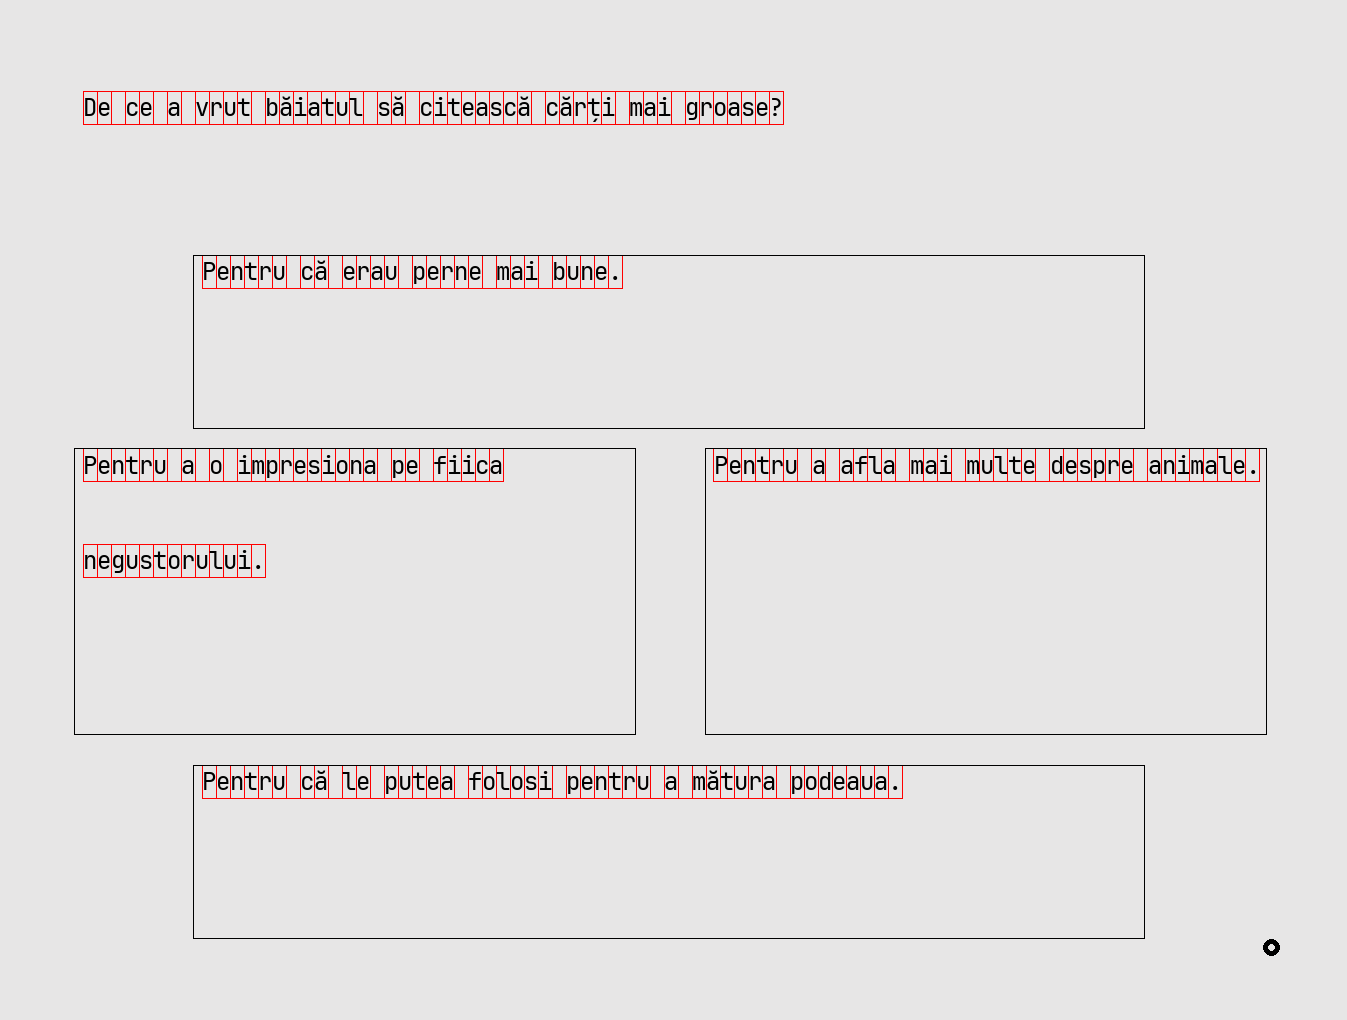 De ce a vrut băiatul să citească cărți mai groase?
Pentru că erau perne mai bune.
Pentru a o impresiona pe fiica
negustorului.
Pentru a afla mai multe despre animale.
Pentru că le putea folosi pentru a mătura podeaua.